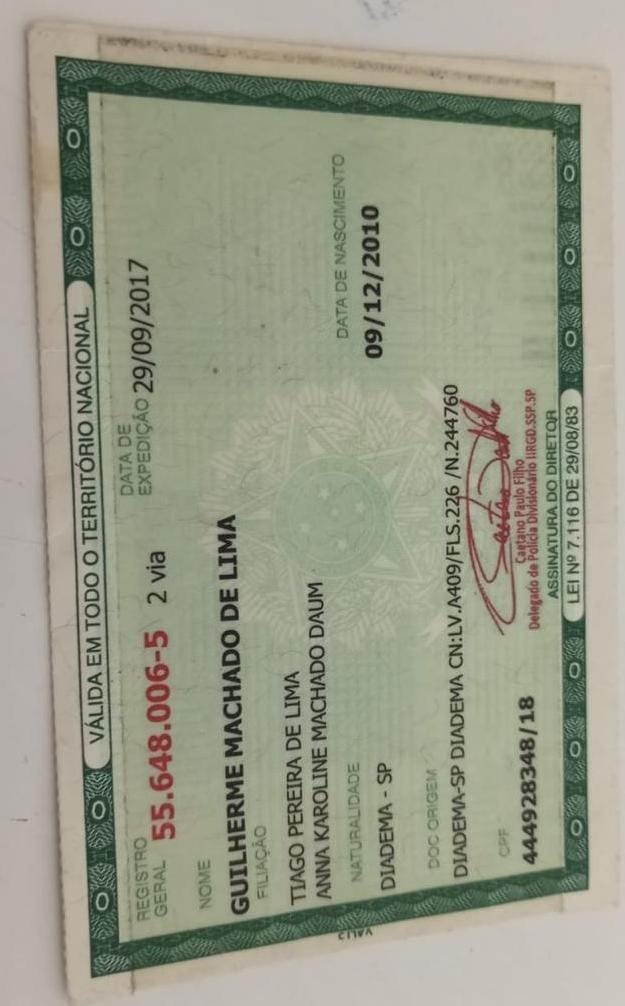 VÁLIDA EM TODO O TERRITÓRIO NACIONAL
REGISTRO GERAL 55.648.006-5 2 via DATA DE EXPEDIÇÃO 29/09/2017
NOME
GUILHERME MACHADO DE LIMA
FILIAÇÃO
TIAGO PEREIRA DE LIMA
ANNA KAROLINE MACHADO DAUM
NATURALIDADE DATA DE NASCIMENTO
DIADEMA - SP 09/12/2010
DOC ORIGEM
DIADEMA-SP DIADEMA CN:LV.A409/FLS.226 /N.244760
CPF
444928348/18
Caetano Paulo Filho
Delegado de Polícia Divisionário IIRGD.SSP.SP
ASSINATURA DO DIRETOR
LEI Nº 7.116 DE 29/08/83